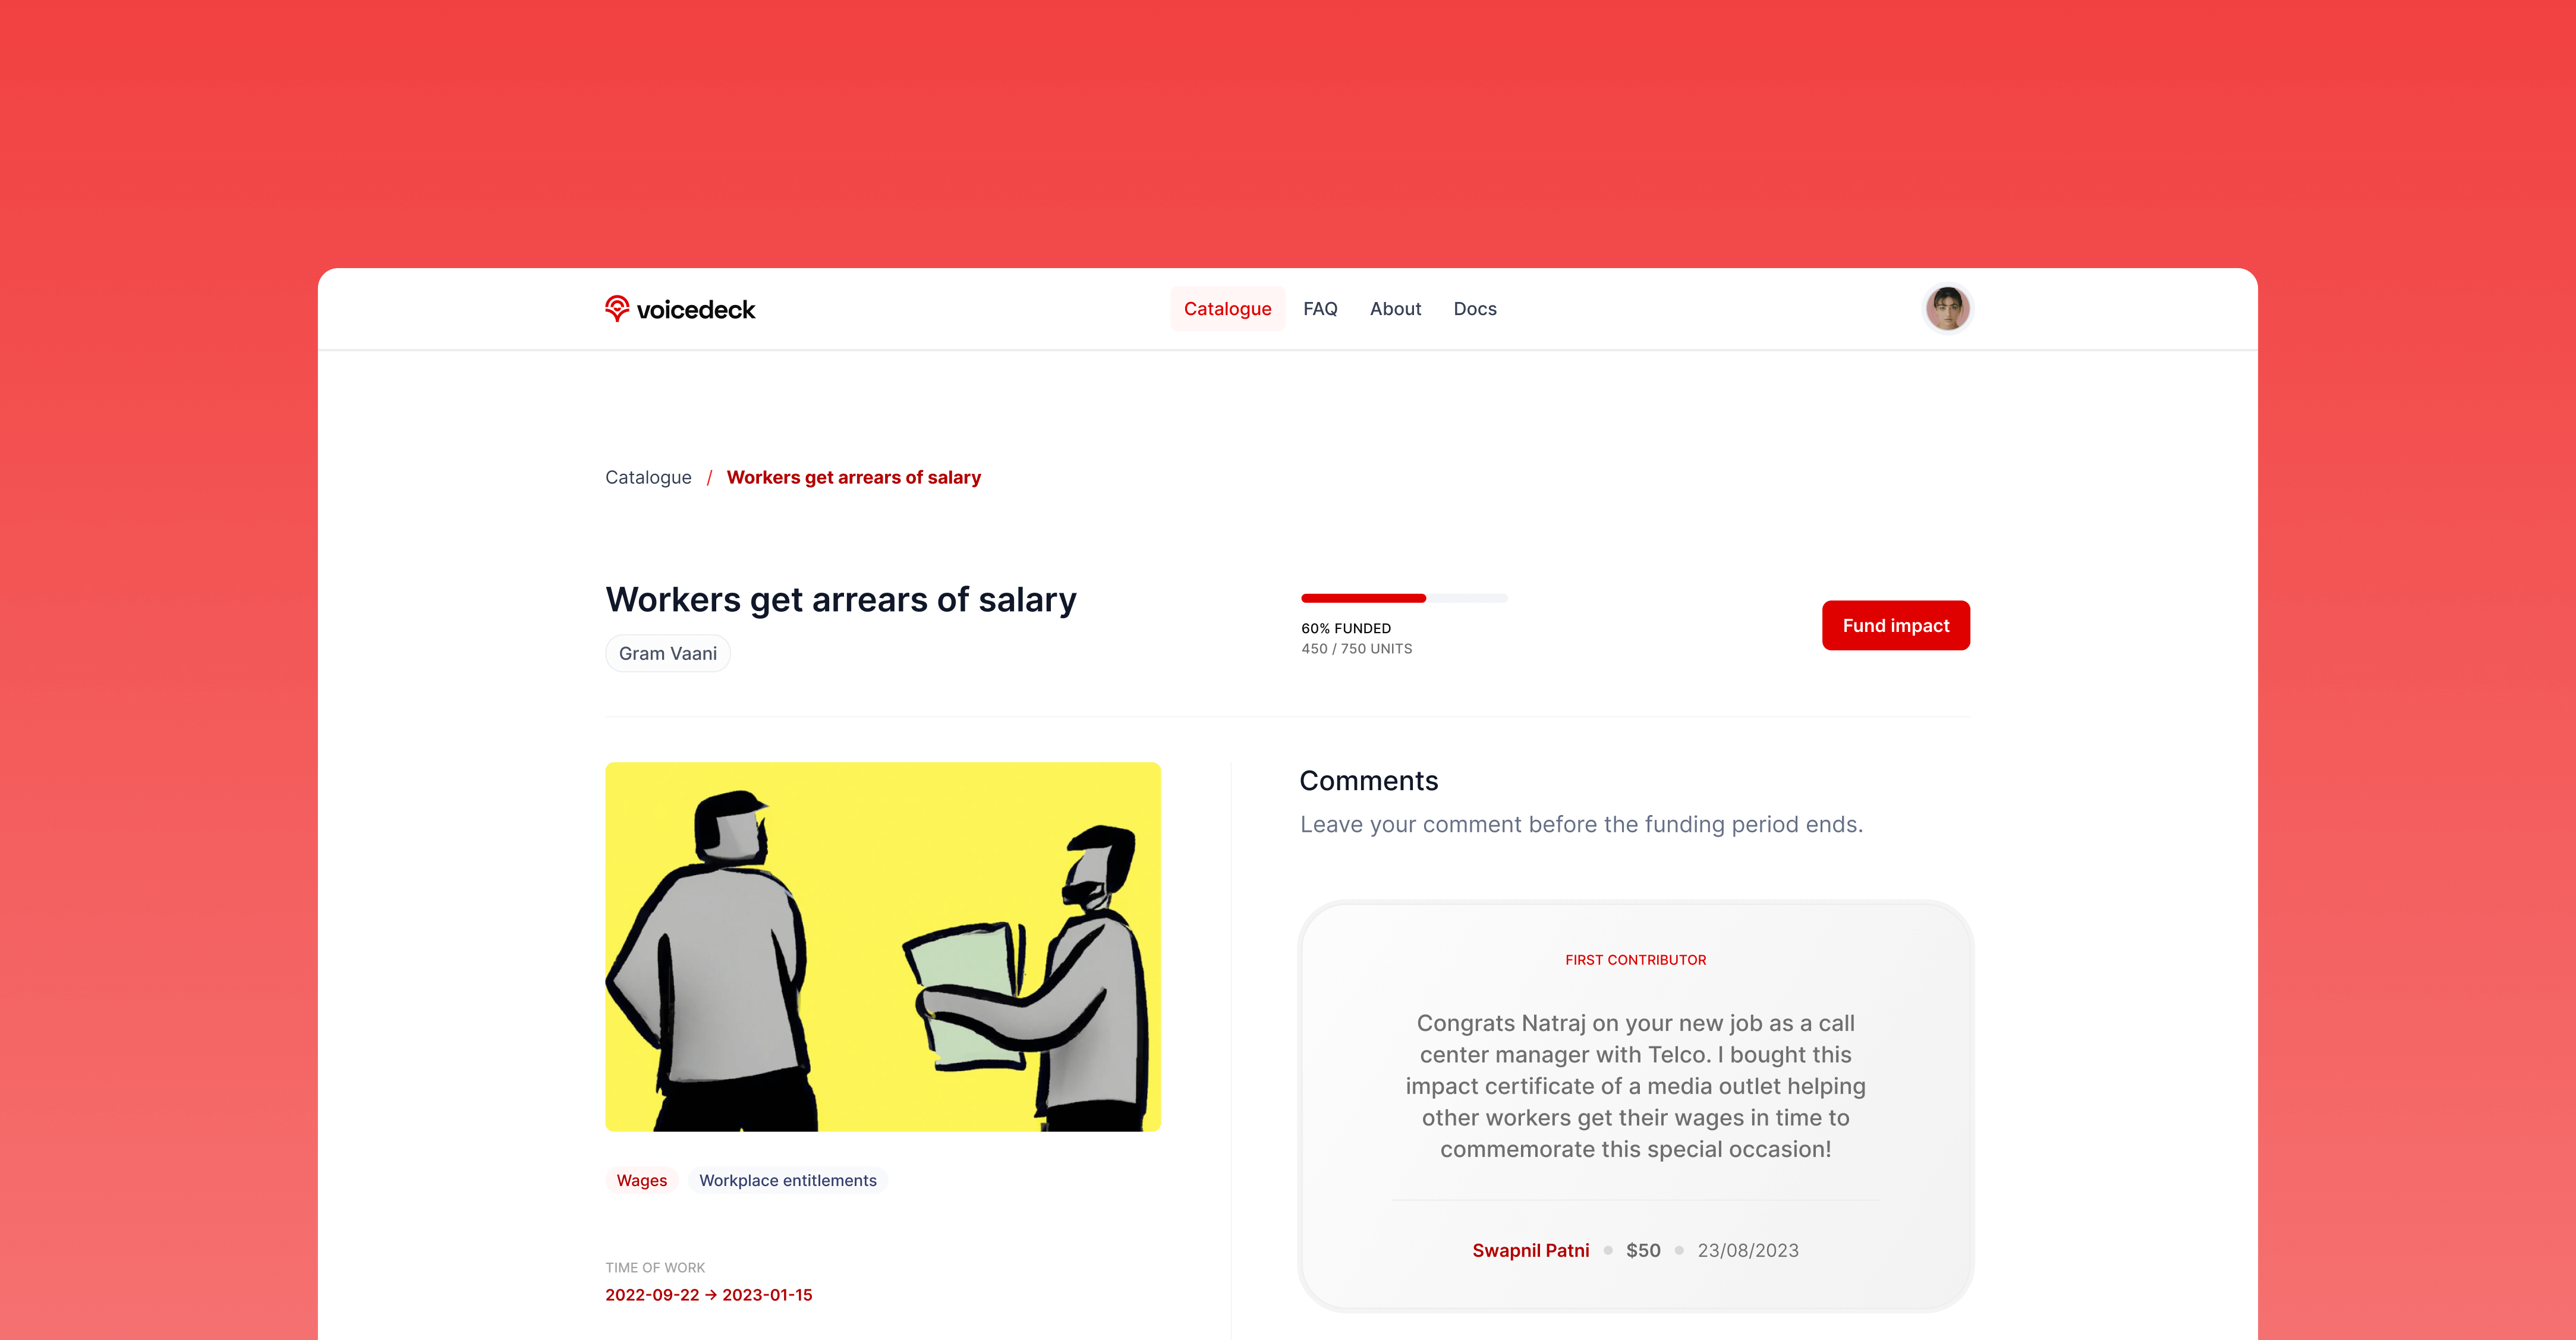 voicedeck
Catalogue
FAQ
About
Docs
Catalogue / Workers get arrears of salary
Workers get arrears of salary
Gram Vaani
60% FUNDED
450 / 750 UNITS
Fund impact
Wages
Workplace entitlements
TIME OF WORK
2022-09-22 → 2023-01-15
Comments
Leave your comment before the funding period ends.
FIRST CONTRIBUTOR
Congrats Natraj on your new job as a call
center manager with Telco. I bought this
impact certificate of a media outlet helping
other workers get their wages in time to
commemorate this special occasion!
Swapnil Patni • $50 • 23/08/2023